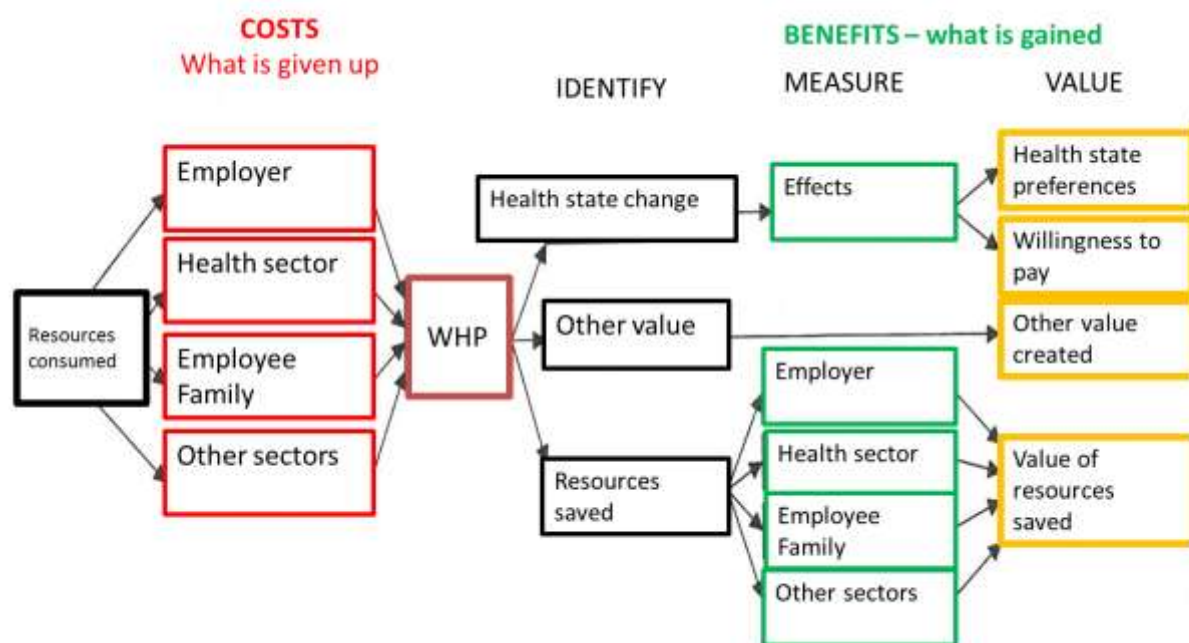 COSTS
What is given up
BENEFITS – what is gained
IDENTIFY
MEASURE
VALUE
Resources
consumed
Employer
Health sector
Employee
Family
Other sectors
WHP
Health state change
Other value
Resources
saved
Effects
Employer
Health sector
Employee
Family
Other sectors
Health state
preferences
Willingness to
pay
Other value
created
Value of
resources
saved